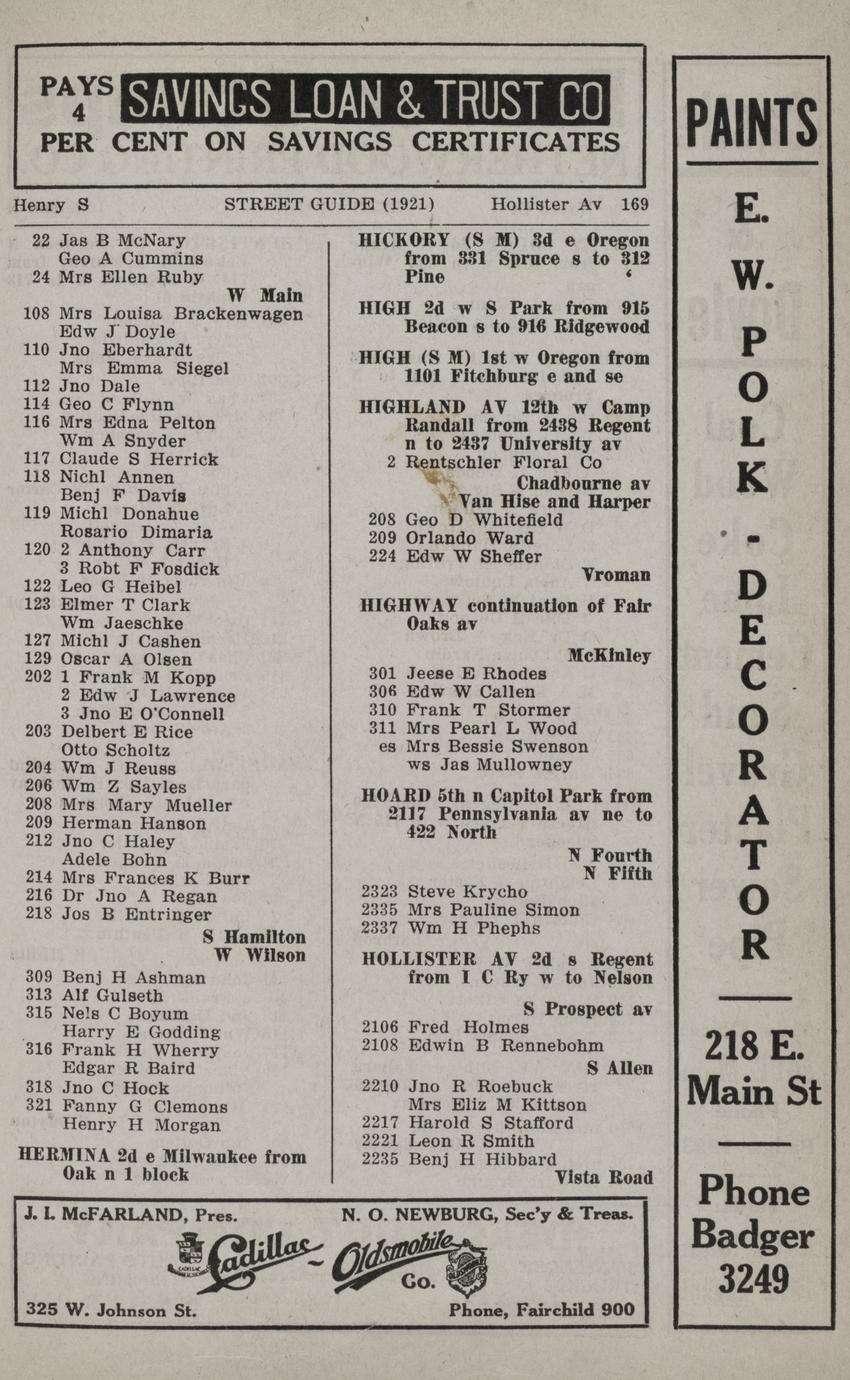 PAYS 4 SAVINGS LOAN & TRUST CO
PER CENT ON SAVINGS CERTIFICATES
Henry S STREET GUIDE (1921) Hollister Av 169
22 Jas B McNary
Geo A Cummins
24 Mrs Ellen Ruby
W Main
108 Mrs Louisa Brackenwagen
Edw J Doyle
110 Jno Eberhardt
Mrs Emma Siegel
112 Jno Dale
114 Geo C Flynn
116 Mrs Edna Pelton
Wm A Snyder
117 Claude S Herrick
118 Nichl Annen
Benj F Davis
119 Michl Donahue
Rosario Dimaria
120 2 Anthony Carr
3 Robt F Fosdick
122 Leo G Heibel
123 Elmer T Clark
Wm Jaeschke
127 Michl J Cashen
129 Oscar A Olsen
202 1 Frank M Kopp
2 Edw J Lawrence
3 Jno E O'Connell
203 Delbert E Rice
Otto Scholtz
204 Wm J Reuss
206 Wm Z Sayles
208 Mrs Mary Mueller
209 Herman Hanson
212 Jno C Haley
Adele Bohn
214 Mrs Frances K Burr
216 Dr Jno A Regan
218 Jos B Entringer
S Hamilton
W Wilson
309 Benj H Ashman
313 Alf Gulseth
315 Nels C Boyum
Harry E Godding
316 Frank H Wherry
Edgar R Baird
318 Jno C Hock
321 Fanny G Clemons
Henry H Morgan
HERMINA 2d e Milwaukee from
Oak n 1 block
HICKORY (S M) 3d e Oregon
from 331 Spruce s to 312
Pine
HIGH 2d w S Park from 915
Beacon s to 916 Ridgewood
HIGH (S M) 1st w Oregon from
1101 Fitchburg e and se
HIGHLAND AV 12th w Camp
Randall from 2438 Regent
n to 2437 University av
2 Rentschler Floral Co
Chadbourne av
Van Hise and Harper
208 Geo D Whitefield
209 Orlando Ward
224 Edw W Sheffer
Vroman
HIGHWAY continuation of Fair
Oaks av
McKinley
301 Jeese E Rhodes
306 Edw W Callen
310 Frank T Stormer
311 Mrs Pearl L Wood
es Mrs Bessie Swenson
ws Jas Mullowney
HOARD 5th n Capitol Park from
2117 Pennsylvania av ne to
422 North
N Fourth
N Fifth
2323 Steve Krycho
2335 Mrs Pauline Simon
2337 Wm H Phephs
HOLLISTER AV 2d s Regent
from I C Ry w to Nelson
S Prospect av
2106 Fred Holmes
2108 Edwin B Rennebohm
S Allen
2210 Jno R Roebuck
Mrs Eliz M Kittson
2217 Harold S Stafford
2221 Leon R Smith
2235 Benj H Hibbard
Vista Road
J. I. McFARLAND, Pres. N. O. NEWBURG, Sec'y & Treas.
Cadillac - Oldsmobile Co.
325 W. Johnson St. Phone, Fairchild 900
PAINTS
E. W. POLK - DECORATOR
218 E.
Main St
Phone
Badger
3249